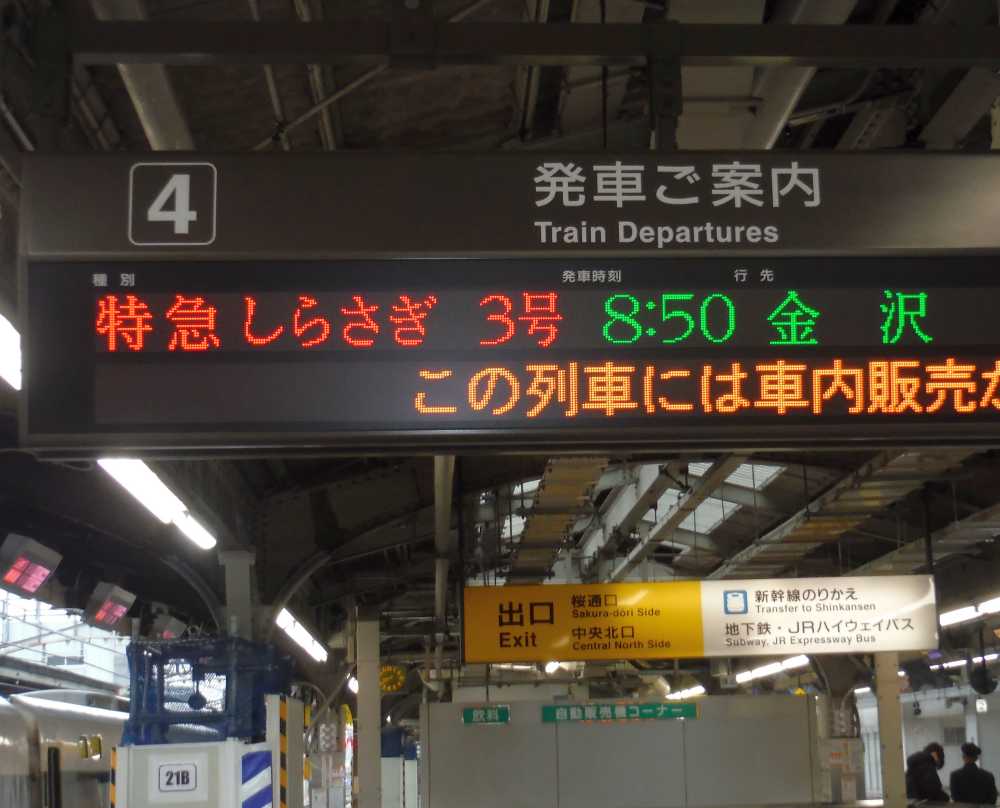 4 発車ご案内
Train Departures
種別 発車時刻 行先
特急 しらさぎ 3号 8:50 金沢
この列車には車内販売が
出口
Exit
桜通口
Sakura-dori Side
中央北口
Central North Side
新幹線のりかえ
Transfer to Shinkansen
地下鉄・JRハイウェイバス
Subway, JR Expressway Bus
飲料 自動販売機コーナー
21B